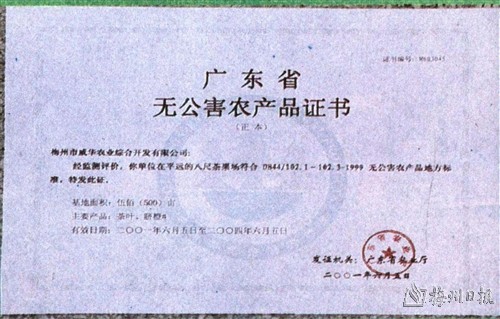 证书编号:
广东省
无公害农产品证书
(正本)
梅州市威华农业综合开发有限公司:
经监测评价,你单位在平远的八尺茶果场符合 DB44/102.1-102.3-1999 无公害农产品地方标
准,特发此证。
基地面积:伍佰(500)亩
主要产品:茶叶、脐橙
有效日期:二〇〇一年六月五日至二〇〇四年六月五日
发证机关:广东省农业厅
二〇〇一年六月五日
梅州日报